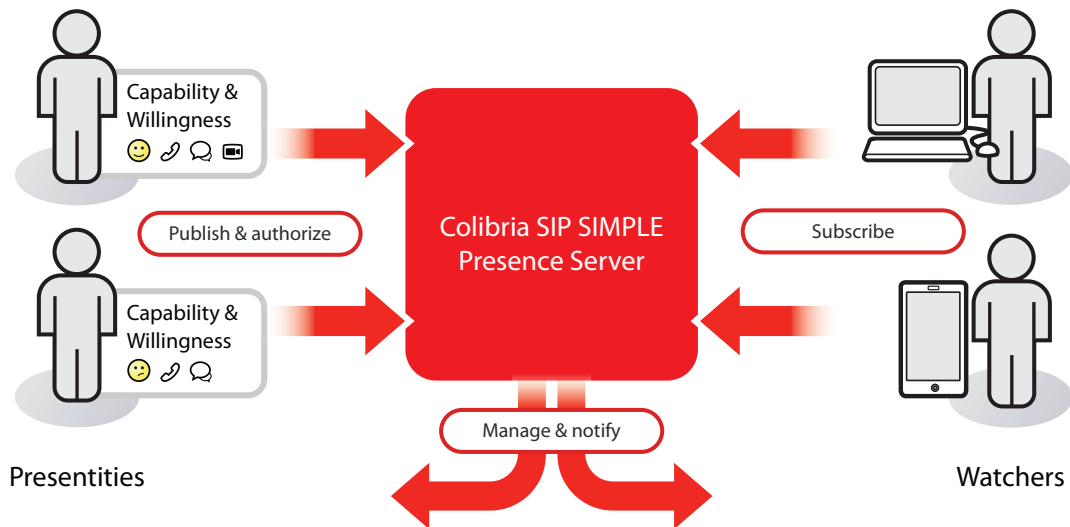 Capability &
Willingness
Publish & authorize
Capability &
Willingness
Presentities
Colibria SIP SIMPLE
Presence Server
Manage & notify
Subscribe
Watchers